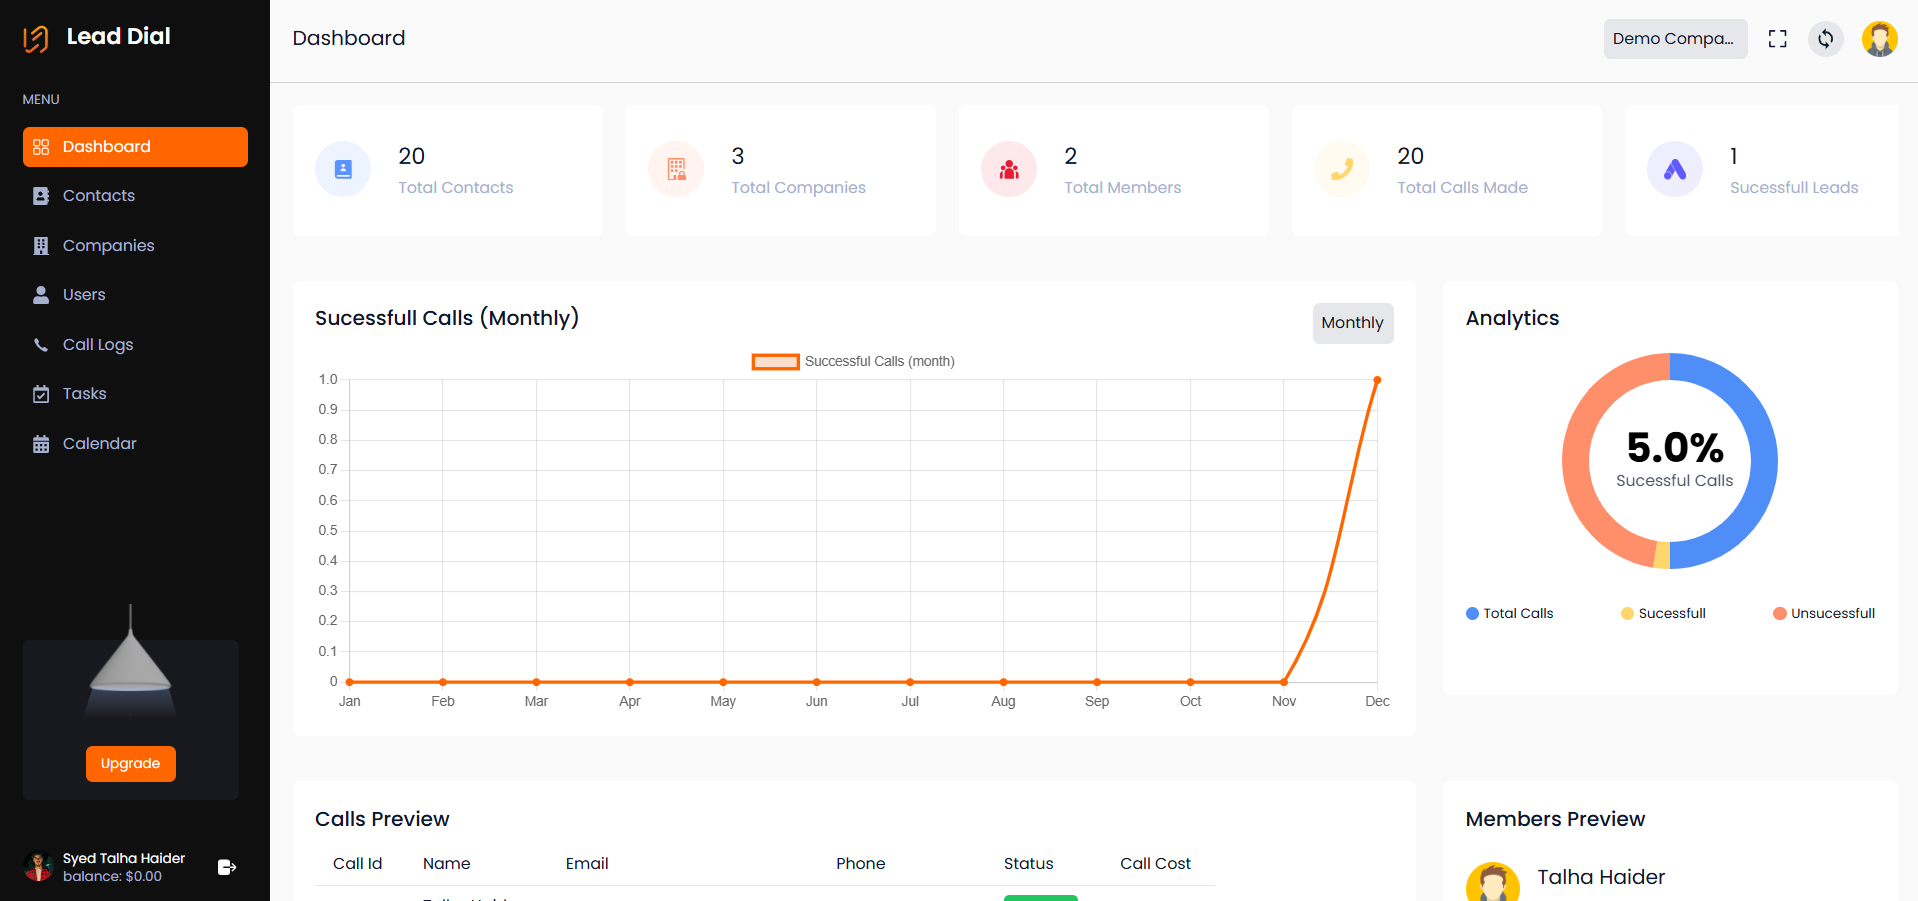 Lead Dial
Dashboard
Demo Compa...
MENU
Dashboard
Contacts
Companies
Users
Call Logs
Tasks
Calendar
Upgrade
Syed Talha Haider
balance: $0.00
20
Total Contacts
3
Total Companies
2
Total Members
20
Total Calls Made
1
Sucessfull Leads
Sucessfull Calls (Monthly)
Monthly
Successful Calls (month)
1.0
0.9
0.8
0.7
0.6
0.5
0.4
0.3
0.2
0.1
0
Jan Feb Mar Apr May Jun Jul Aug Sep Oct Nov Dec
Analytics
5.0%
Sucessful Calls
Total Calls Sucessfull Unsucessfull
Calls Preview
Call Id Name Email Phone Status Call Cost
Members Preview
Talha Haider